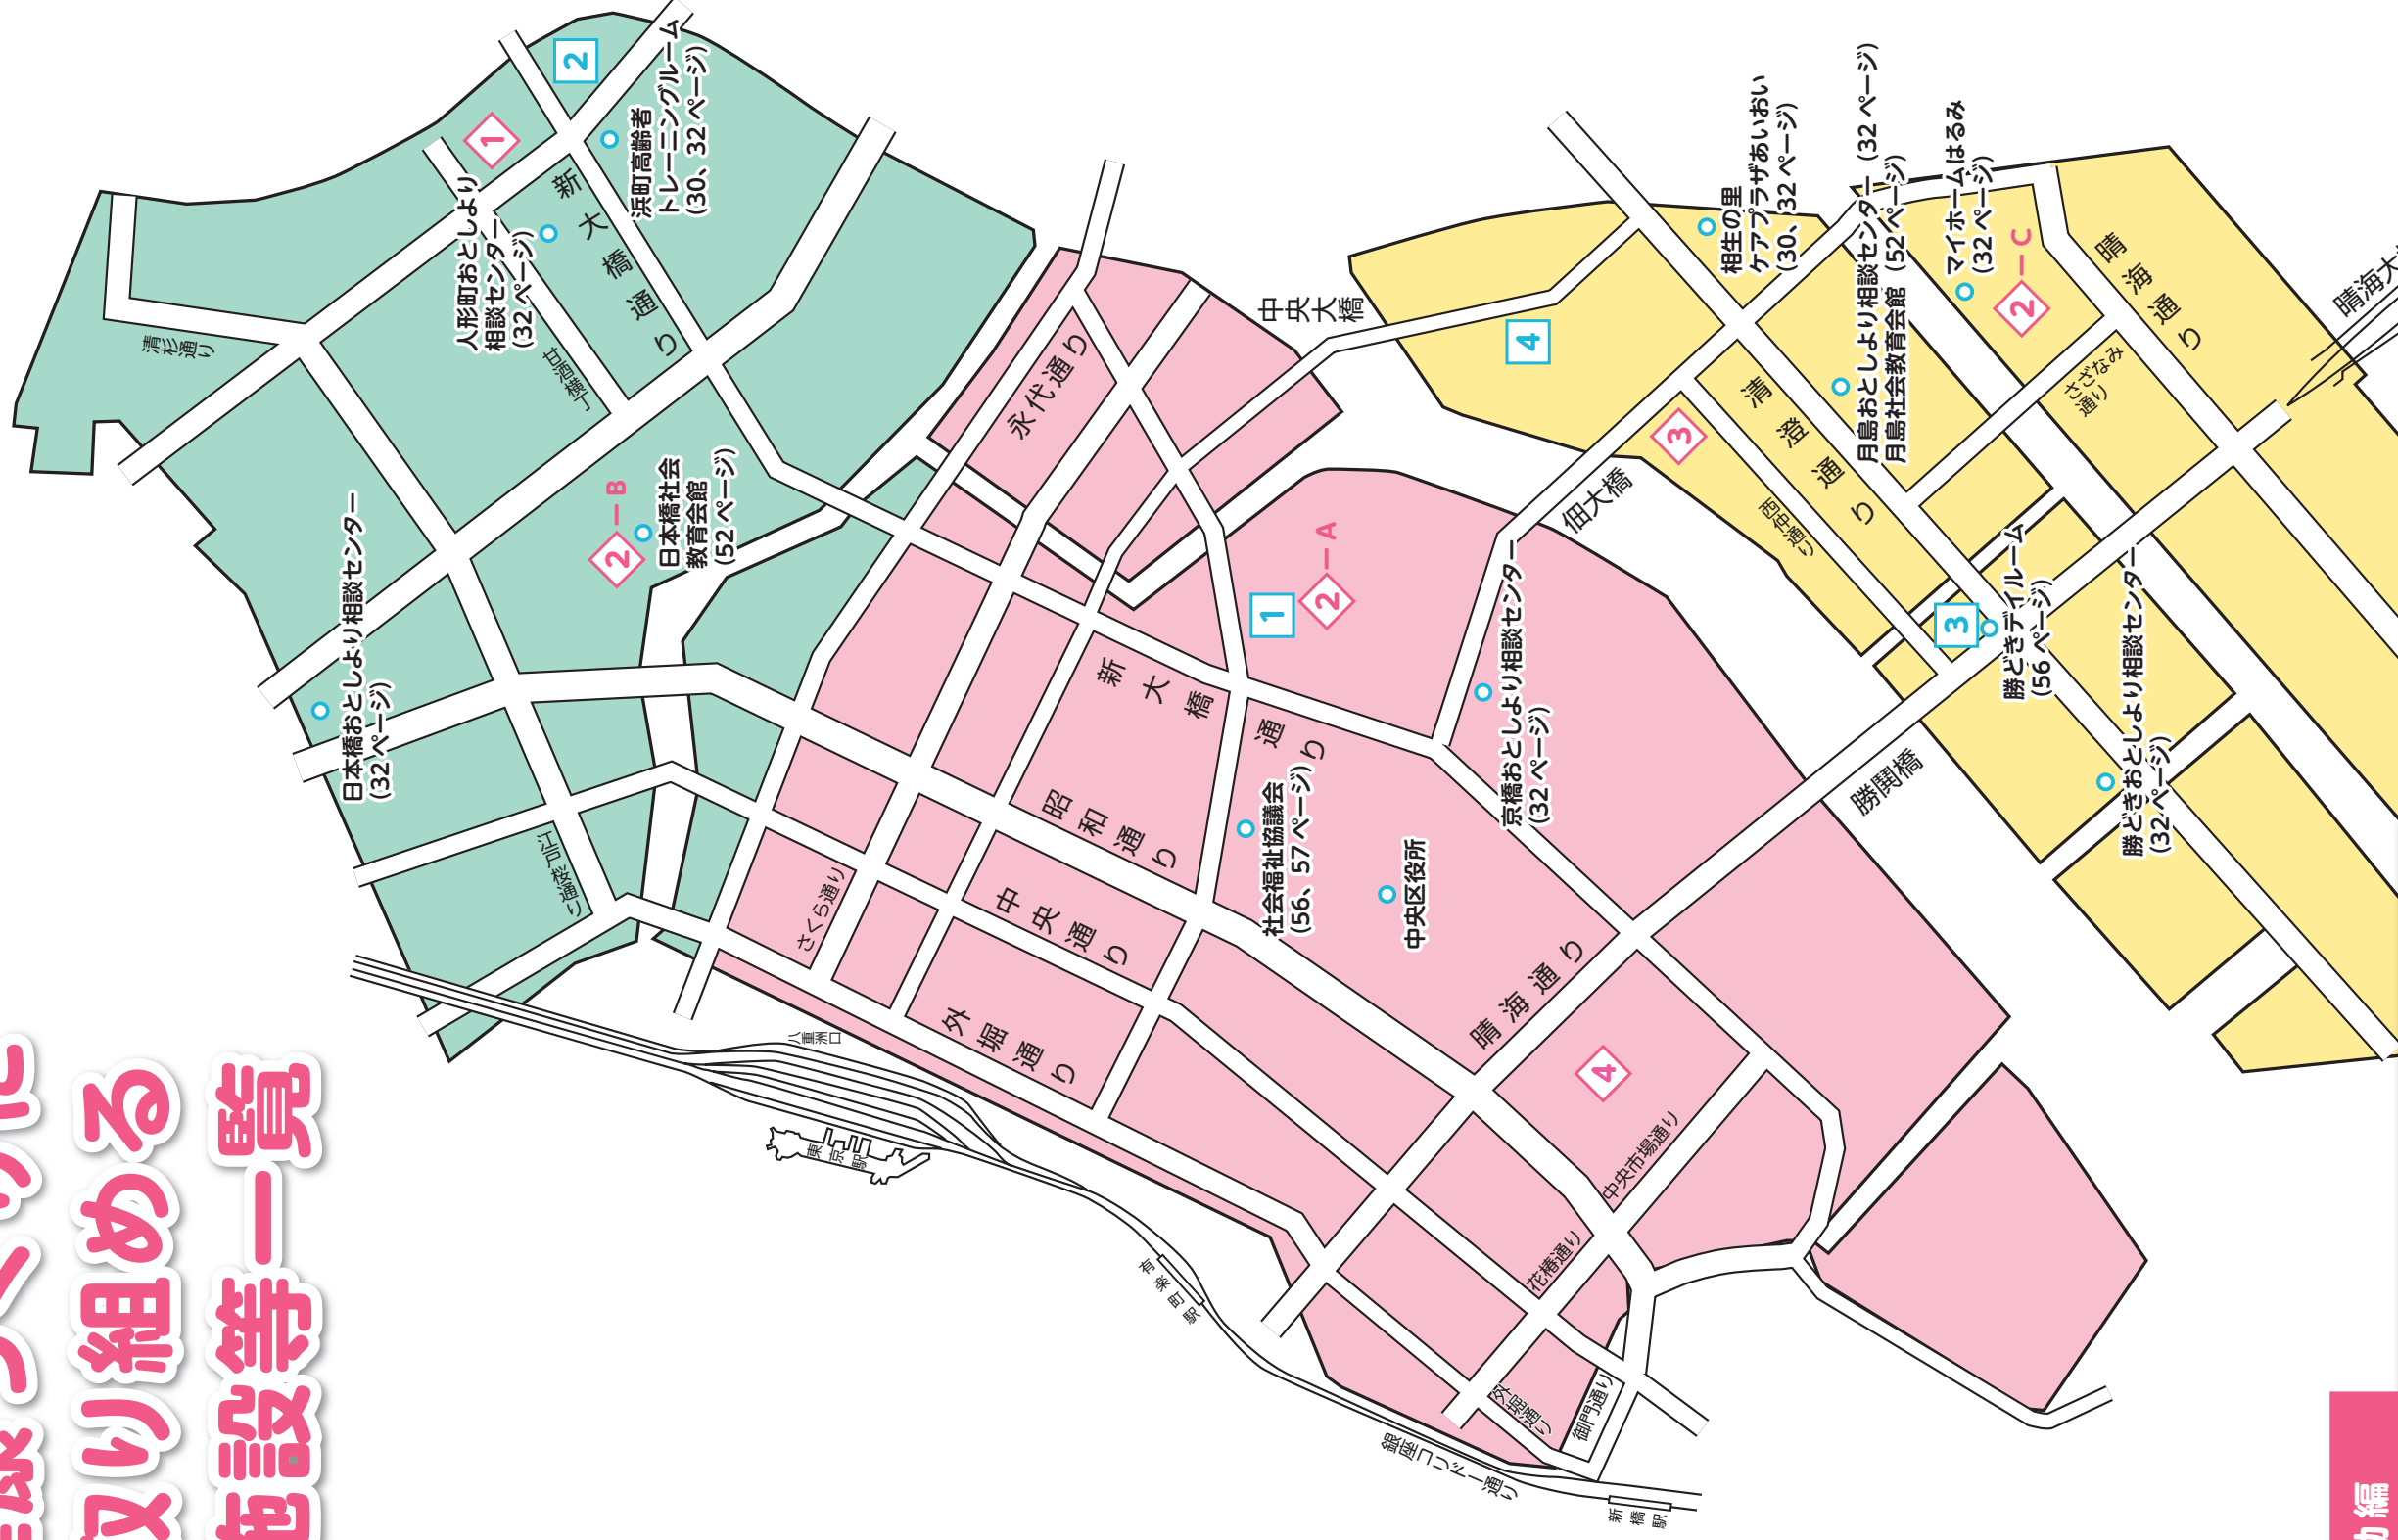 取り組める
施設等一覧
日本橋おとしより相談センター
(32ページ)
人形町おとしより
相談センター
(32ページ)
浜町高齢者
トレーニングルーム
(30、32ページ)
日本橋社会
教育会館
(52ページ)
社会福祉協議会
(56、57ページ)
中央区役所
京橋おとしより相談センター
(32ページ)
相生の里
ケアプラザあいおい
(30、32ページ)
月島おとしより相談センター (32ページ)
月島社会教育会館 (52ページ)
マイホームはるみ
(32ページ)
勝どきデイルーム
(56ページ)
勝どきおとしより相談センター
(32ページ)
1
2
2ーB
1
2ーA
4
3
2ーC
3
4
清杉通り
甘酒横丁
新大橋通り
江戸桜通り
永代通り
さくら通り
新大橋通り
昭和通り
中央通り
外堀通り
八重洲口
東京駅
有楽町駅
晴海通り
中央市場通り
花椿通り
外堀通り
御門通り
銀座コリドー通り
新橋駅
中央大橋
佃大橋
勝鬨橋
清澄通り
西仲通り
さざなみ
通り
晴海通り
晴海大